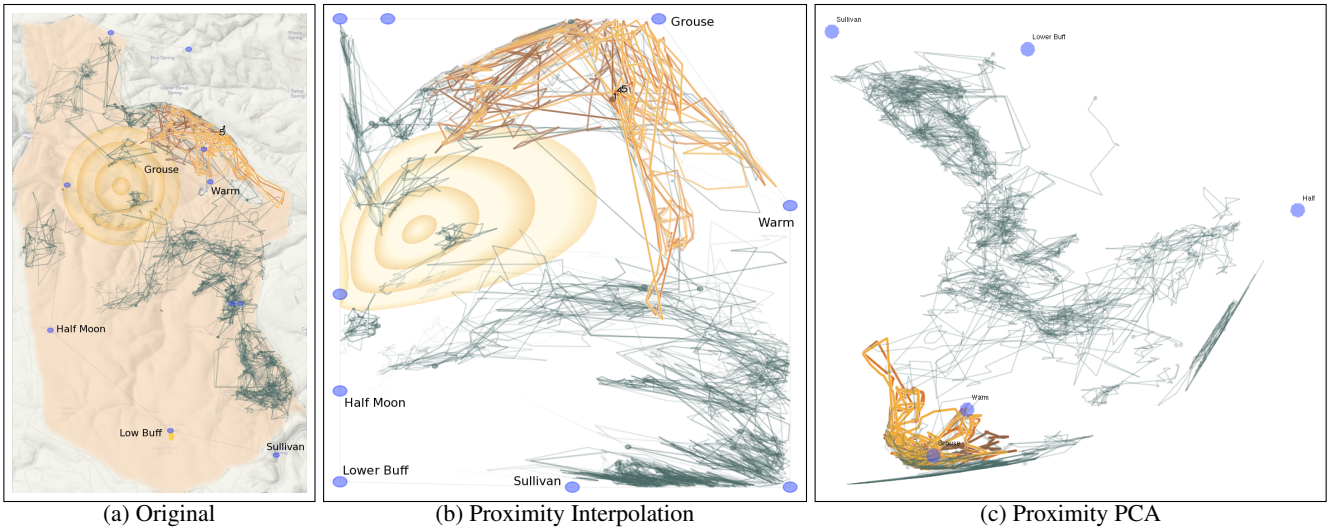 Grouse
Warm
Half Moon
Low Buff
Sullivan
(a) Original
Grouse
45
Warm
Half Moon
Lower Buff
Sullivan
(b) Proximity Interpolation
Sullivan
Lower Buff
Half
Warm
Grouse
(c) Proximity PCA